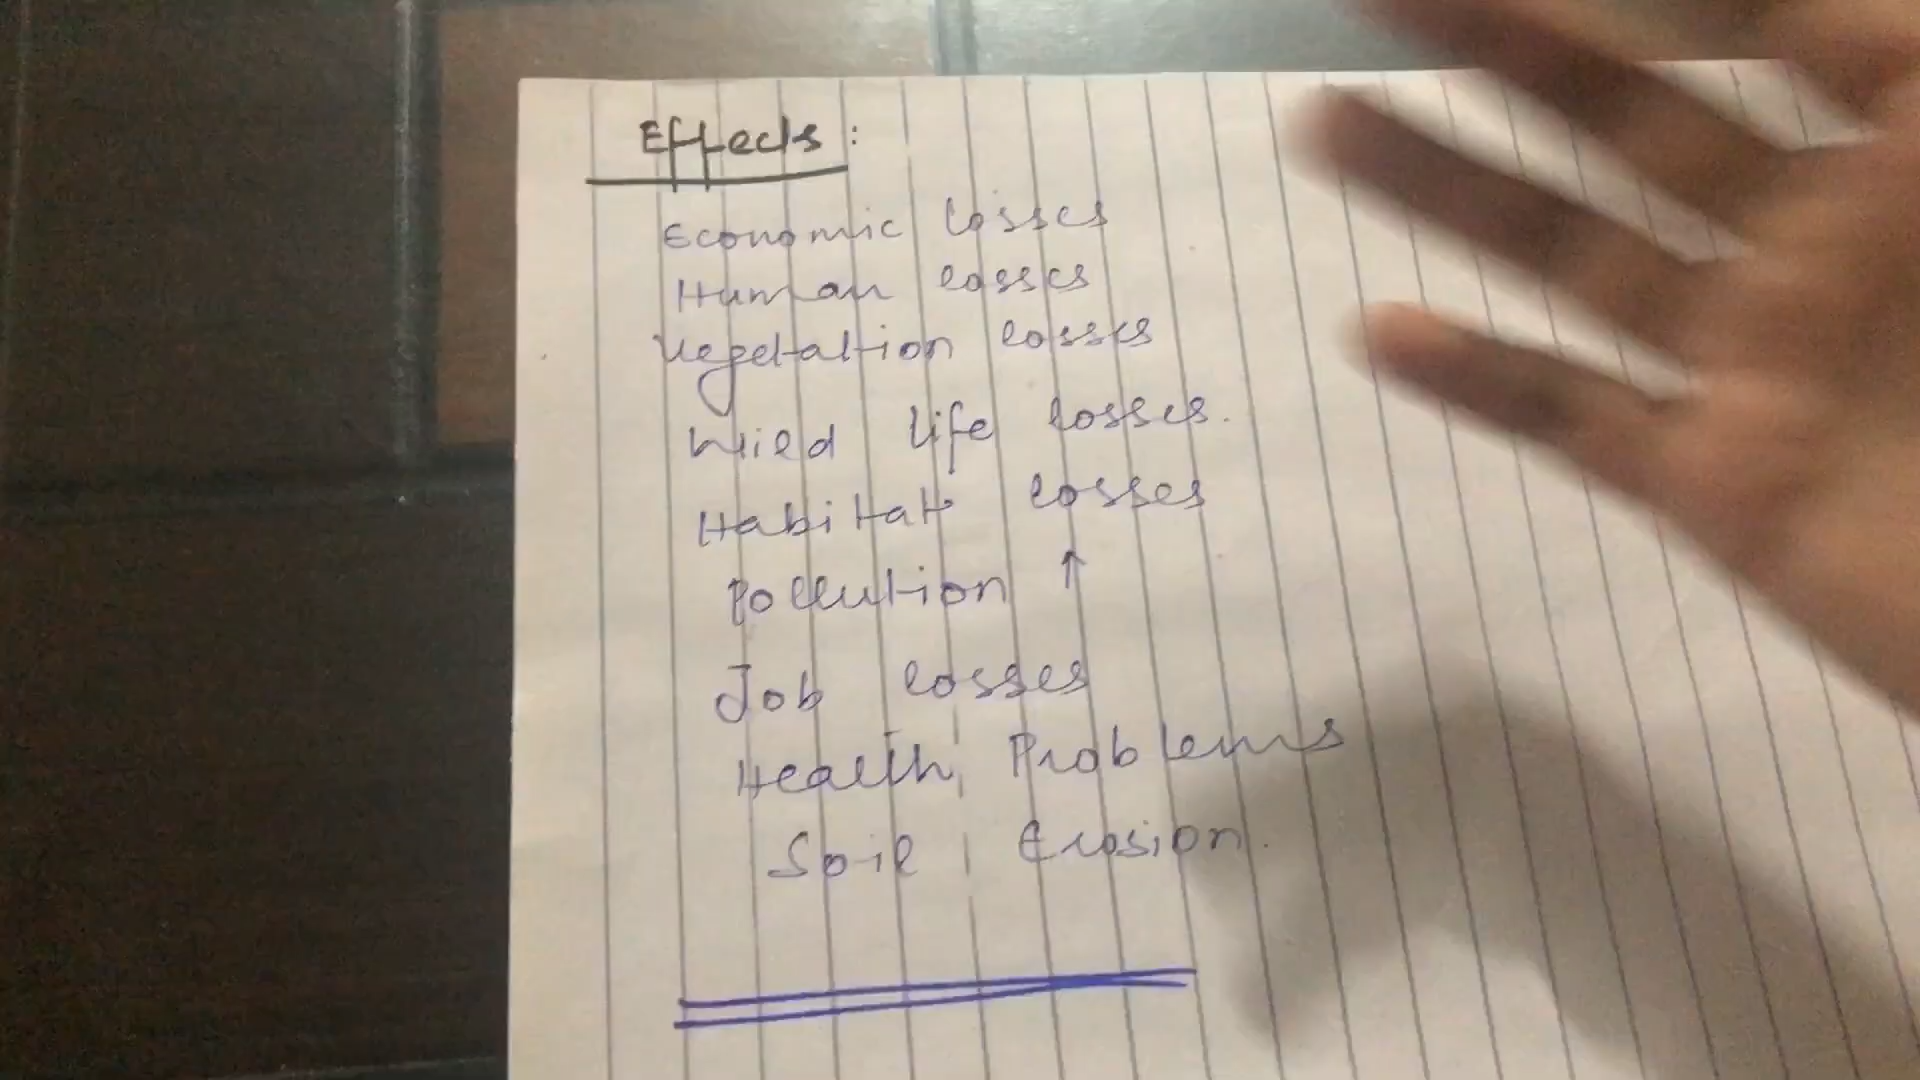 Effects:
Economic losses
Human losses
Vegetation losses
Wild life losses.
Habitat losses
Pollution ↑
Job losses
Health Problems
Soil Erosion.